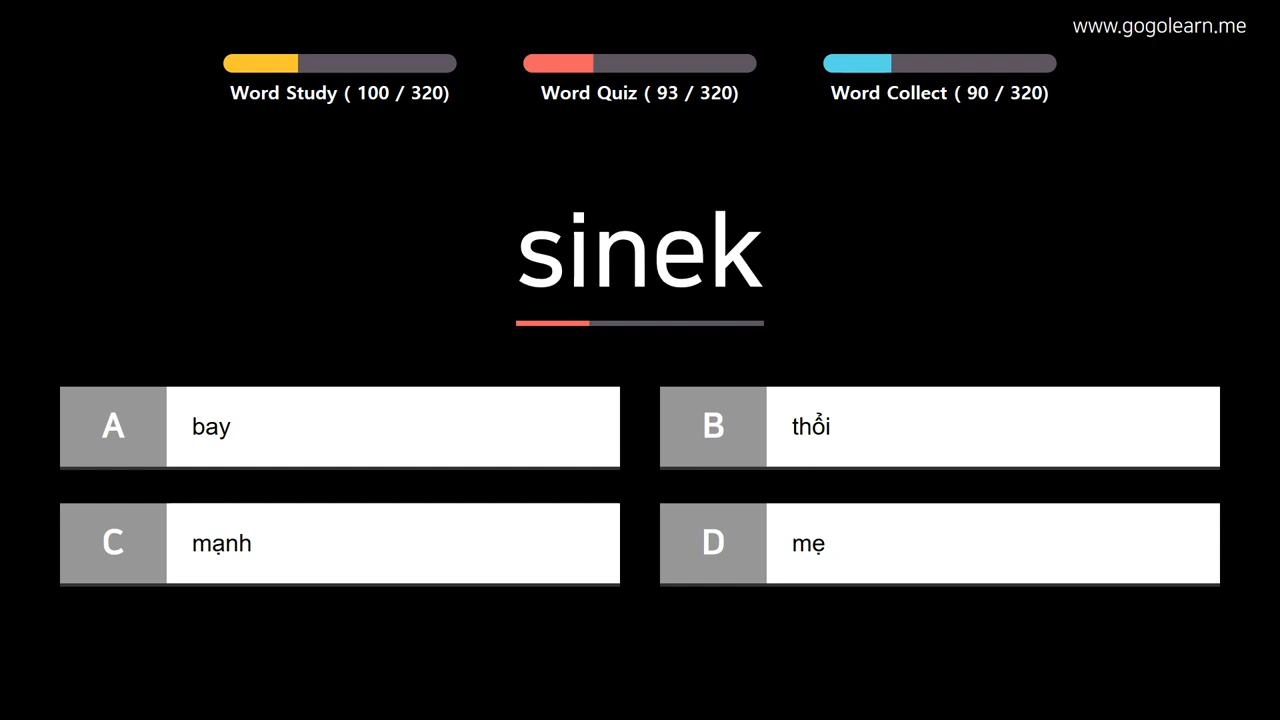 www.gogolearn.me
Word Study ( 100 / 320)
Word Quiz ( 93 / 320)
Word Collect ( 90 / 320)
sinek
A bay
B thổi
C mạnh
D mẹ